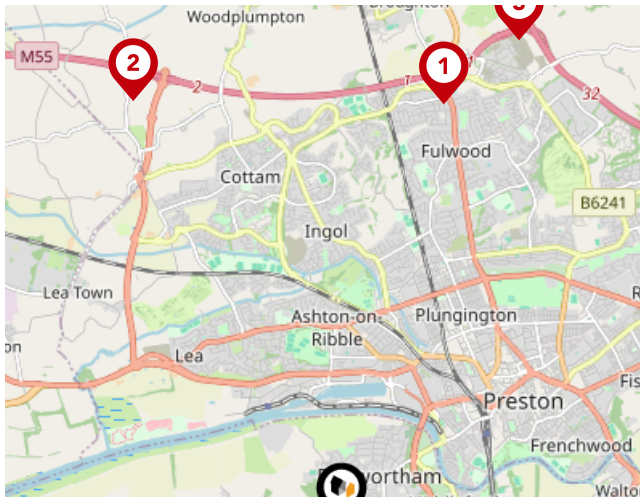 Woodplumpton
M55
2
1
2
1
32
Fulwood
Cottam
B6241
Ingol
Lea Town
Ashton-on-
Ribble
Plungington
Lea
Preston
Frenchwood